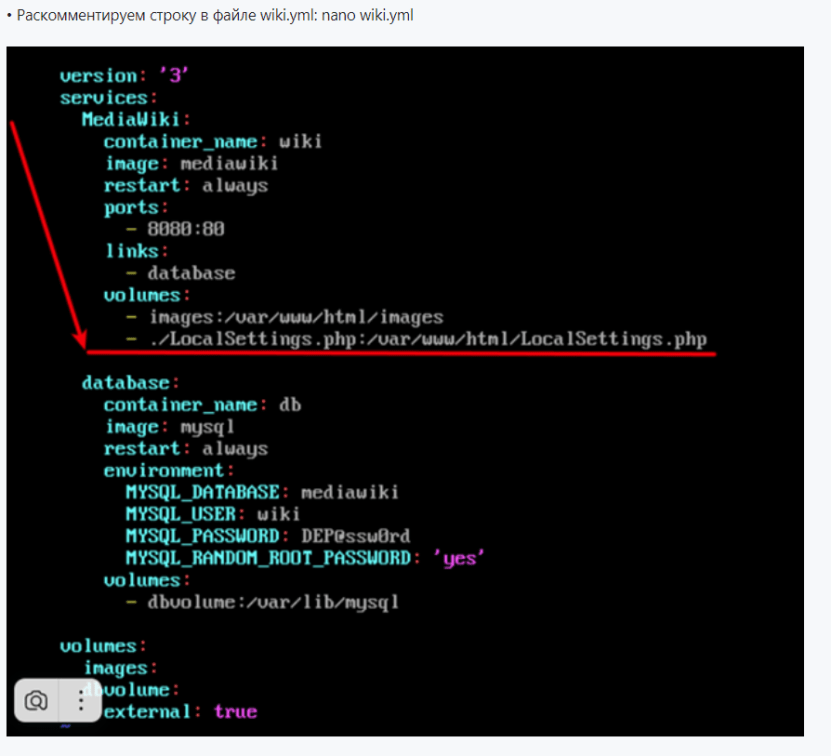 • Раскомментируем строку в файле wiki.yml: nano wiki.yml
version: '3'
services:
MediaWiki:
container_name: wiki
image: mediawiki
restart: always
ports:
- 8080:80
links:
- database
volumes:
- images:/var/www/html/images
- ./LocalSettings.php:/var/www/html/LocalSettings.php
database:
container_name: db
image: mysql
restart: always
environment:
MYSQL_DATABASE: mediawiki
MYSQL_USER: wiki
MYSQL_PASSWORD: DEP@ssw0rd
MYSQL_RANDOM_ROOT_PASSWORD: 'yes'
volumes:
- dbvolume:/var/lib/mysql
volumes:
images:
dbvolume:
external: true
~